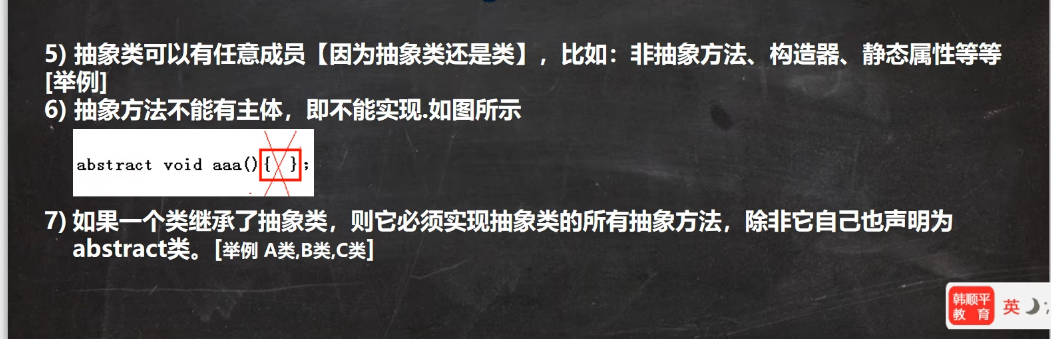 5) 抽象类可以有任意成员【因为抽象类还是类】，比如：非抽象方法、构造器、静态属性等等
[举例]
6) 抽象方法不能有主体，即不能实现.如图所示
abstract void aaa(){ };
7) 如果一个类继承了抽象类，则它必须实现抽象类的所有抽象方法，除非它自己也声明为
abstract类。[举例 A类,B类,C类]
韩顺平
教 育
英